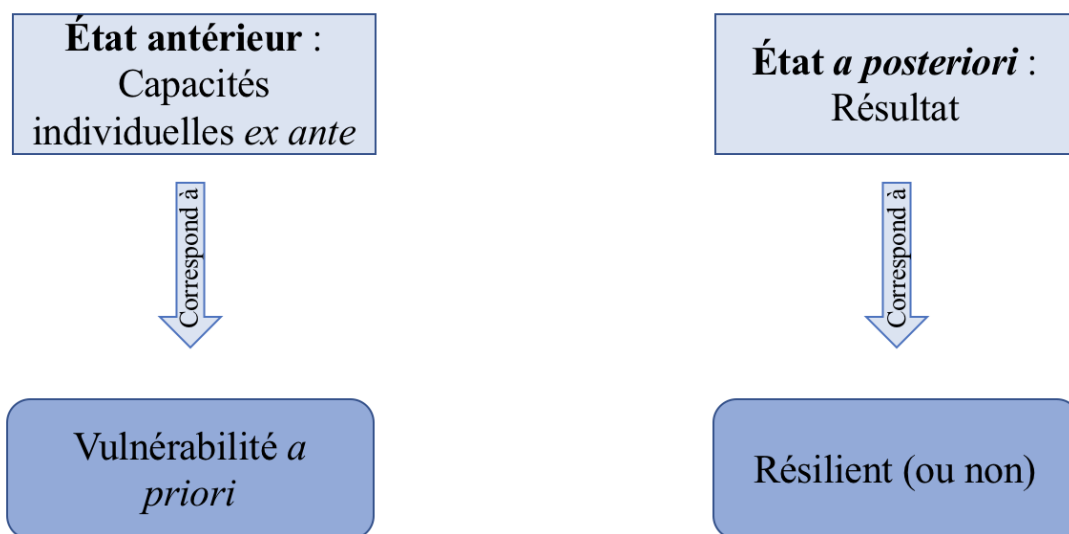 État antérieur :
Capacités
individuelles ex ante
État a posteriori :
Résultat
Correspond à
Correspond à
Vulnérabilité a
priori
Résilient (ou non)